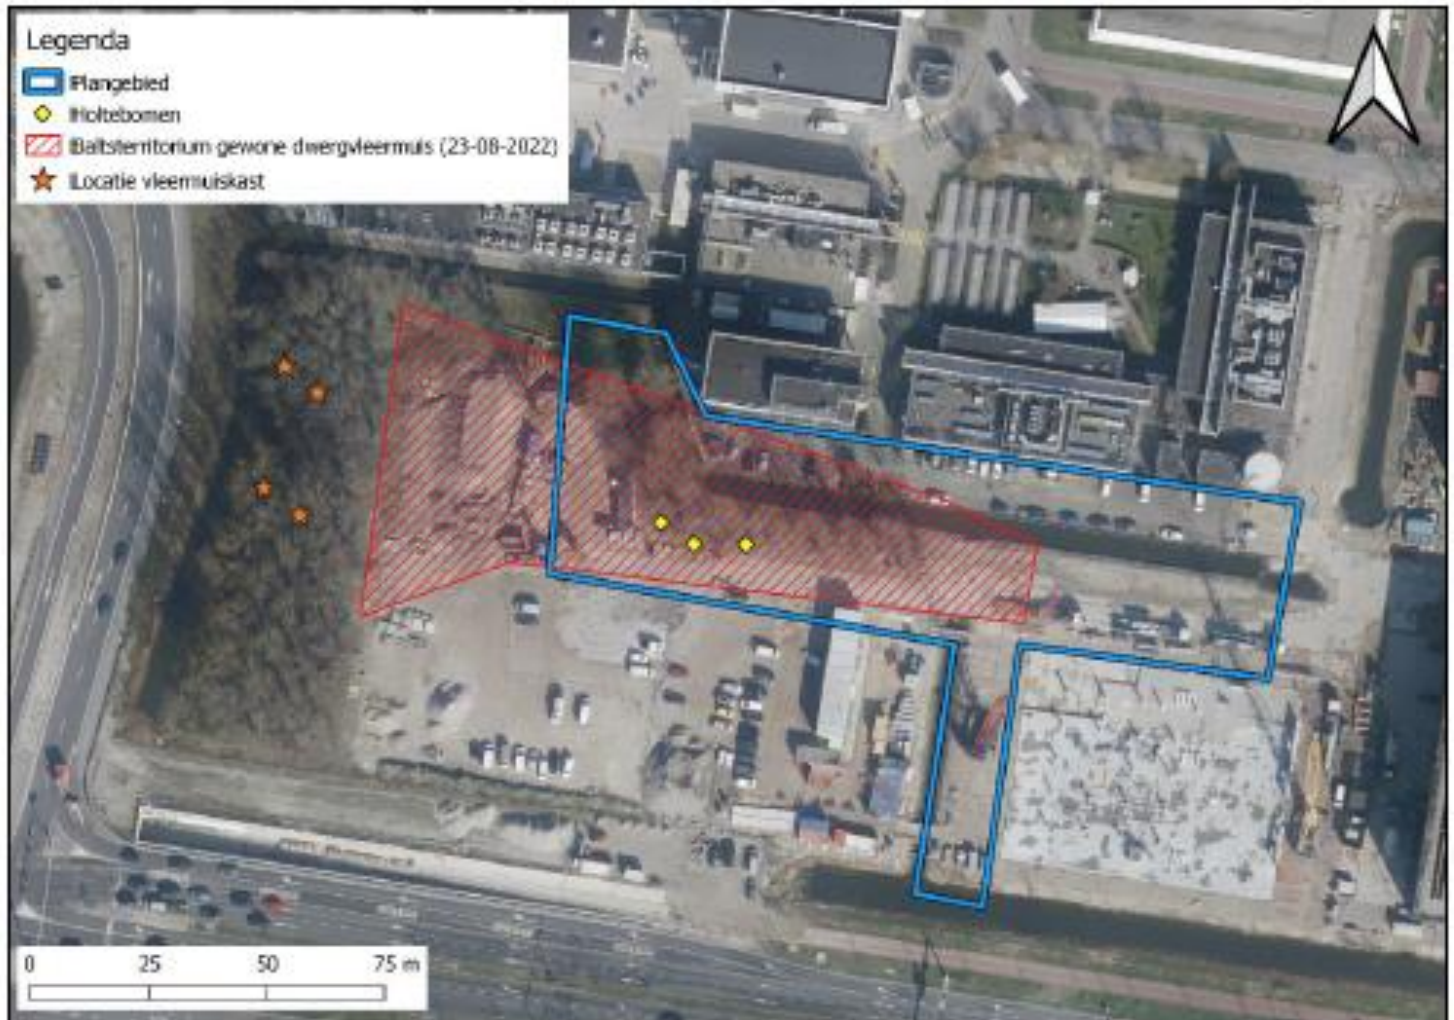 Legenda
Plangebied
Holtebomen
Baltsterritorium gewone dwergvleermuis (23-08-2022)
Locatie vleermuiskast
0 25 50 75 m